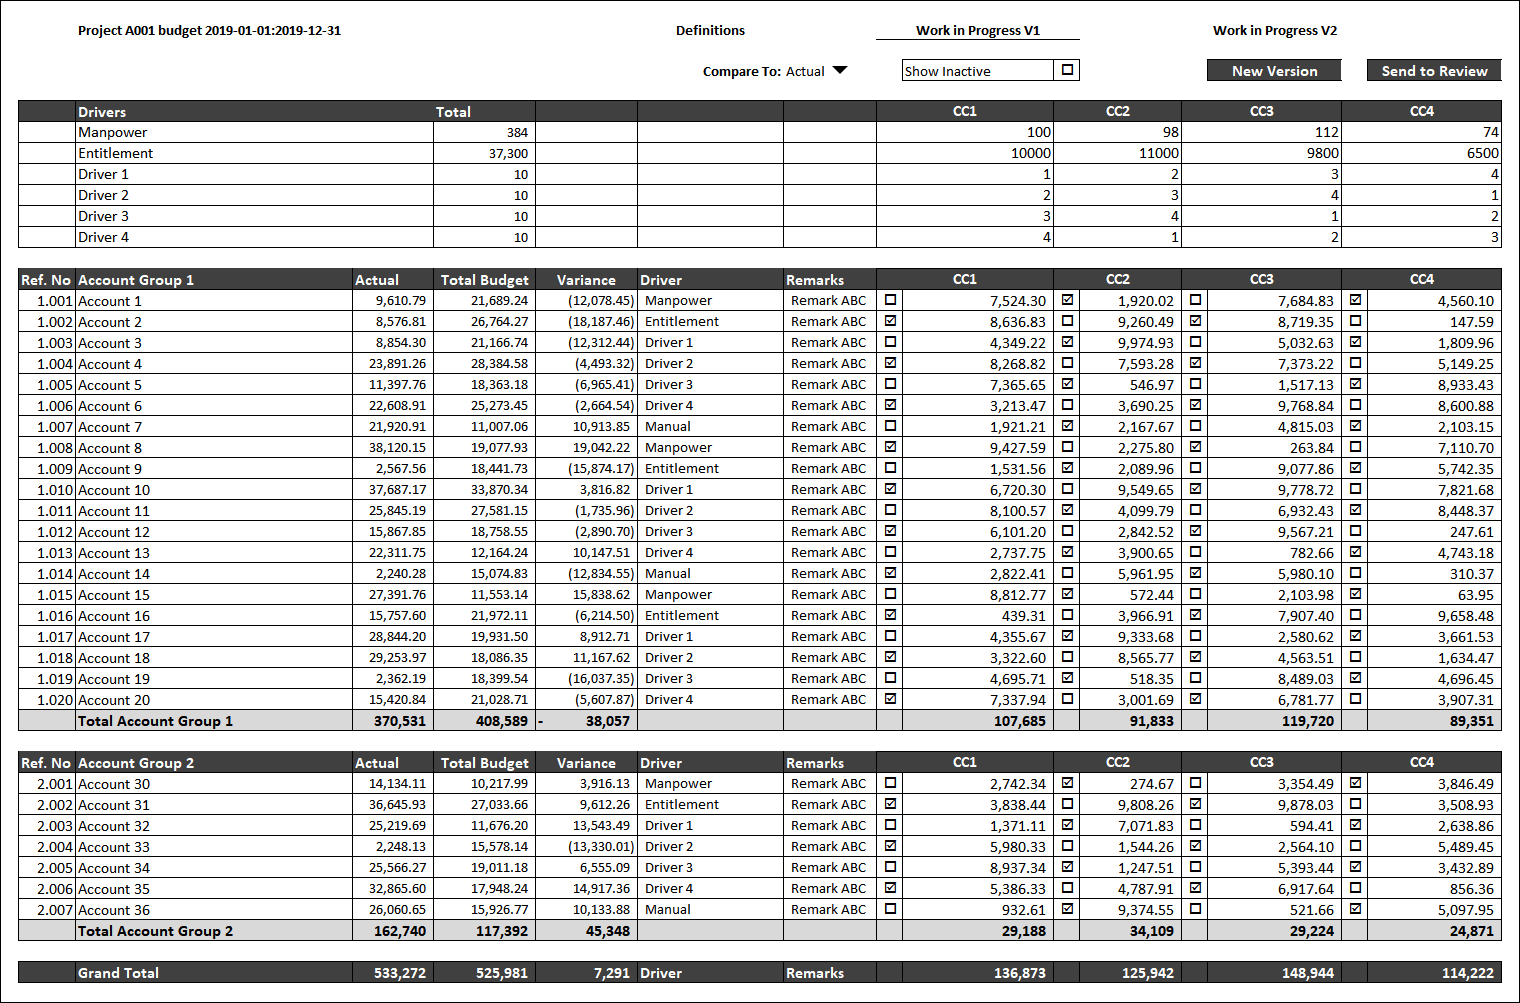 Project A001 budget 2019-01-01:2019-12-31 Definitions Work in Progress V1 Work in Progress V2
Compare To: Actual Show Inactive New Version Send to Review
Drivers Total CC1 CC2 CC3 CC4
Manpower 384 100 98 112 74
Entitlement 37,300 10000 11000 9800 6500
Driver 1 10 1 2 3 4
Driver 2 10 2 3 4 1
Driver 3 10 3 4 1 2
Driver 4 10 4 1 2 3
Ref. No Account Group 1 Actual Total Budget Variance Driver Remarks CC1 CC2 CC3 CC4
1.001 Account 1 9,610.79 21,689.24 (12,078.45) Manpower Remark ABC 7,524.30 1,920.02 7,684.83 4,560.10
1.002 Account 2 8,576.81 26,764.27 (18,187.46) Entitlement Remark ABC 8,636.83 9,260.49 8,719.35 147.59
1.003 Account 3 8,854.30 21,166.74 (12,312.44) Driver 1 Remark ABC 4,349.22 9,974.93 5,032.63 1,809.96
1.004 Account 4 23,891.26 28,384.58 (4,493.32) Driver 2 Remark ABC 8,268.82 7,593.28 7,373.22 5,149.25
1.005 Account 5 11,397.76 18,363.18 (6,965.41) Driver 3 Remark ABC 7,365.65 546.97 1,517.13 8,933.43
1.006 Account 6 22,608.91 25,273.45 (2,664.54) Driver 4 Remark ABC 3,213.47 3,690.25 9,768.84 8,600.88
1.007 Account 7 21,920.91 11,007.06 10,913.85 Manual Remark ABC 1,921.21 2,167.67 4,815.03 2,103.15
1.008 Account 8 38,120.15 19,077.93 19,042.22 Manpower Remark ABC 9,427.59 2,275.80 263.84 7,110.70
1.009 Account 9 2,567.56 18,441.73 (15,874.17) Entitlement Remark ABC 1,531.56 2,089.96 9,077.86 5,742.35
1.010 Account 10 37,687.17 33,870.34 3,816.82 Driver 1 Remark ABC 6,720.30 9,549.65 9,778.72 7,821.68
1.011 Account 11 25,845.19 27,581.15 (1,735.96) Driver 2 Remark ABC 8,100.57 4,099.79 6,932.43 8,448.37
1.012 Account 12 15,867.85 18,758.55 (2,890.70) Driver 3 Remark ABC 6,101.20 2,842.52 9,567.21 247.61
1.013 Account 13 22,311.75 12,164.24 10,147.51 Driver 4 Remark ABC 2,737.75 3,900.65 782.66 4,743.18
1.014 Account 14 2,240.28 15,074.83 (12,834.55) Manual Remark ABC 2,822.41 5,961.95 5,980.10 310.37
1.015 Account 15 27,391.76 11,553.14 15,838.62 Manpower Remark ABC 8,812.77 572.44 2,103.98 63.95
1.016 Account 16 15,757.60 21,972.11 (6,214.50) Entitlement Remark ABC 439.31 3,966.91 7,907.40 9,658.48
1.017 Account 17 28,844.20 19,931.50 8,912.71 Driver 1 Remark ABC 4,355.67 9,333.68 2,580.62 3,661.53
1.018 Account 18 29,253.97 18,086.35 11,167.62 Driver 2 Remark ABC 3,322.60 8,565.77 4,563.51 1,634.47
1.019 Account 19 2,362.19 18,399.54 (16,037.35) Driver 3 Remark ABC 4,695.71 518.35 8,489.03 4,696.45
1.020 Account 20 15,420.84 21,028.71 (5,607.87) Driver 4 Remark ABC 7,337.94 3,001.69 6,781.77 3,907.31
Total Account Group 1 370,531 408,589 - 38,057 107,685 91,833 119,720 89,351
Ref. No Account Group 2 Actual Total Budget Variance Driver Remarks CC1 CC2 CC3 CC4
2.001 Account 30 14,134.11 10,217.99 3,916.13 Manpower Remark ABC 2,742.34 274.67 3,354.49 3,846.49
2.002 Account 31 36,645.93 27,033.66 9,612.26 Entitlement Remark ABC 3,838.44 9,808.26 9,878.03 3,508.93
2.003 Account 32 25,219.69 11,676.20 13,543.49 Driver 1 Remark ABC 1,371.11 7,071.83 594.41 2,638.86
2.004 Account 33 2,248.13 15,578.14 (13,330.01) Driver 2 Remark ABC 5,980.33 1,544.26 2,564.10 5,489.45
2.005 Account 34 25,566.27 19,011.18 6,555.09 Driver 3 Remark ABC 8,937.34 1,247.51 5,393.44 3,432.89
2.006 Account 35 32,865.60 17,948.24 14,917.36 Driver 4 Remark ABC 5,386.33 4,787.91 6,917.64 856.36
2.007 Account 36 26,060.65 15,926.77 10,133.88 Manual Remark ABC 932.61 9,374.55 521.66 5,097.95
Total Account Group 2 162,740 117,392 45,348 29,188 34,109 29,224 24,871
Grand Total 533,272 525,981 7,291 Driver Remarks 136,873 125,942 148,944 114,222